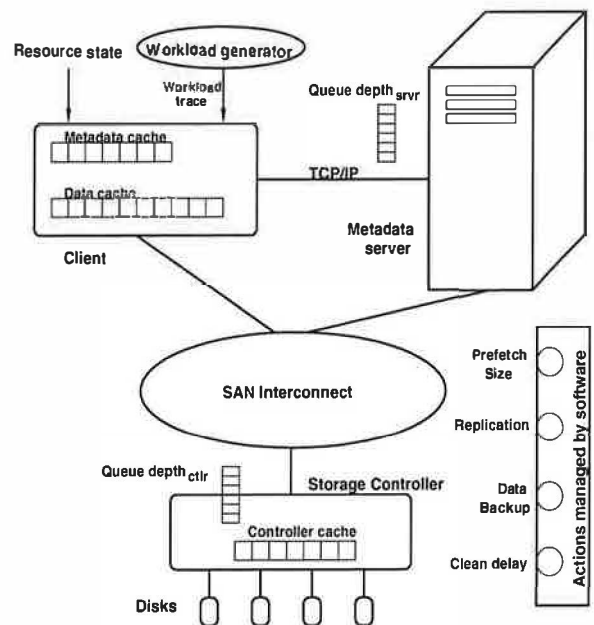 Resource state
Workload generator
Workload
trace
Queue depth srvr
Metadata cache
TCP/IP
Data cache
Metadata
server
Client
SAN Interconnect
Prefetch
Size
Replication
Data
Backup
Clean delay
Actions managed by software
Queue depth ctlr
Storage Controller
Controller cache
Disks